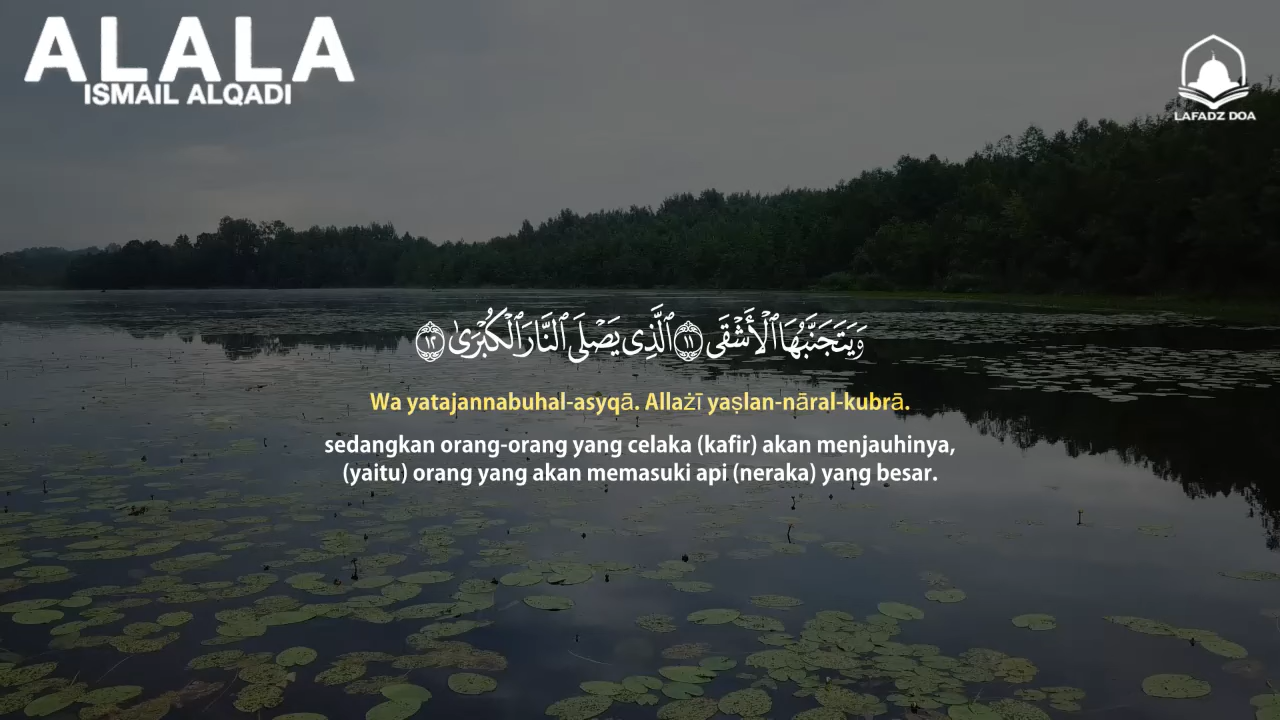 ALALA
ISMAIL ALQADI
LAFADZ DOA
وَيَتَجَنَّبُهَا ٱلْأَشْقَى ١١ ٱلَّذِى يَصْلَى ٱلنَّارَ ٱلْكُبْرَىٰ ١٢
Wa yatajannabuhal-asyqā. Allażī yaṣlan-nāral-kubrā.
sedangkan orang-orang yang celaka (kafir) akan menjauhinya,
(yaitu) orang yang akan memasuki api (neraka) yang besar.